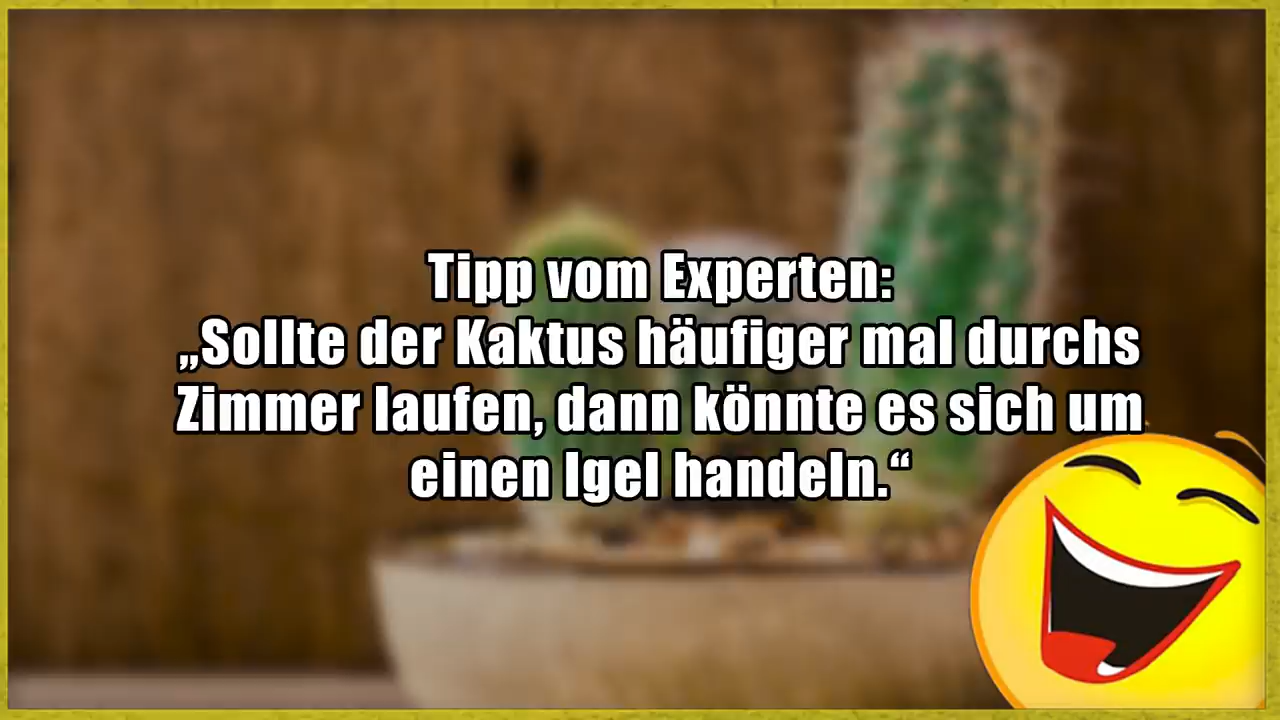 Tipp vom Experten:
„Sollte der Kaktus häufiger mal durchs
Zimmer laufen, dann könnte es sich um
einen Igel handeln.“